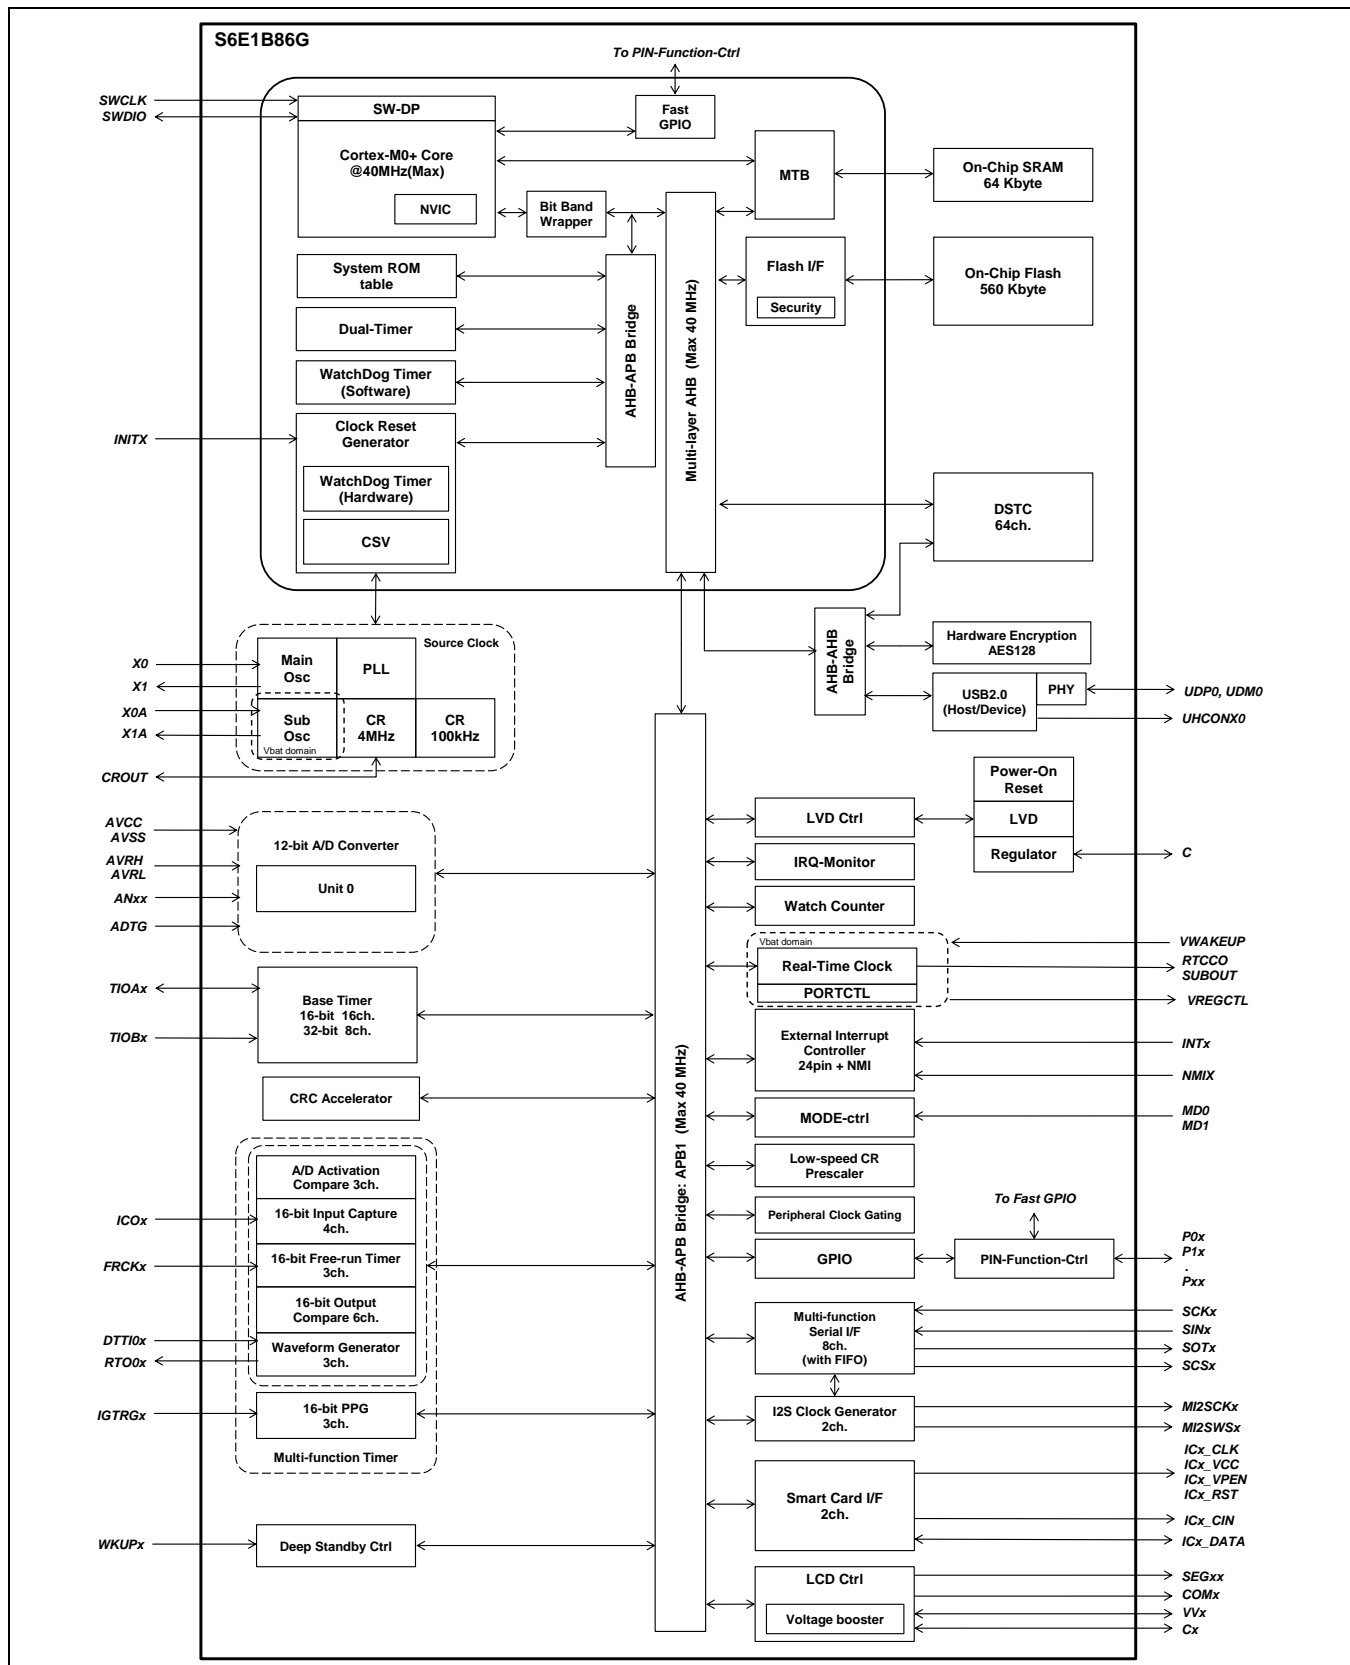 S6E1B86G
To PIN-Function-Ctrl
SWCLK
SWDIO
SW-DP
Cortex-M0+ Core
@40MHz(Max)
NVIC
Fast
GPIO
Bit Band
Wrapper
MTB
On-Chip SRAM
64 Kbyte
System ROM
table
Flash I/F
Security
On-Chip Flash
560 Kbyte
Dual-Timer
WatchDog Timer
(Software)
AHB-APB Bridge
Multi-layer AHB (Max 40 MHz)
INITX
Clock Reset
Generator
WatchDog Timer
(Hardware)
CSV
DSTC
64ch.
Source Clock
X0
X1
X0A
X1A
CROUT
Main
Osc
PLL
Sub
Osc
Vbat domain
CR
4MHz
CR
100kHz
AHB-AHB
Bridge
Hardware Encryption
AES128
USB2.0
(Host/Device)
PHY
UDP0, UDM0
UHCONX0
Power-On
Reset
LVD Ctrl
LVD
Regulator
C
AVCC
AVSS
AVRH
AVRL
ANxx
ADTG
12-bit A/D Converter
Unit 0
IRQ-Monitor
Watch Counter
Vbat domain
Real-Time Clock
PORTCTL
VWAKEUP
RTCCO
SUBOUT
VREGCTL
TIOAx
TIOBx
Base Timer
16-bit 16ch.
32-bit 8ch.
External Interrupt
Controller
24pin + NMI
INTx
NMIX
CRC Accelerator
AHB-APB Bridge: APB1 (Max 40 MHz)
MODE-ctrl
MD0
MD1
Low-speed CR
Prescaler
A/D Activation
Compare 3ch.
ICOx
16-bit Input Capture
4ch.
FRCKx
16-bit Free-run Timer
3ch.
16-bit Output
Compare 6ch.
DTTI0x
RTO0x
Waveform Generator
3ch.
IGTRGx
16-bit PPG
3ch.
Multi-function Timer
Peripheral Clock Gating
To Fast GPIO
GPIO
PIN-Function-Ctrl
P0x
P1x
.
Pxx
Multi-function
Serial I/F
8ch.
(with FIFO)
SCKx
SINx
SOTx
SCSx
I2S Clock Generator
2ch.
MI2SCKx
MI2SWSx
Smart Card I/F
2ch.
ICx_CLK
ICx_VCC
ICx_VPEN
ICx_RST
ICx_CIN
ICx_DATA
WKUPx
Deep Standby Ctrl
LCD Ctrl
Voltage booster
SEGxx
COMx
VVx
Cx